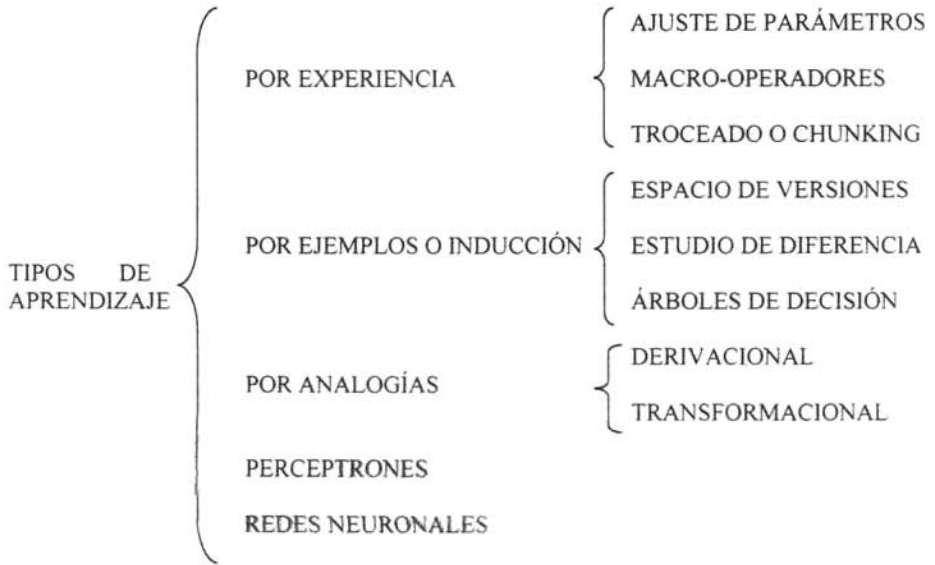 AJUSTE DE PARÁMETROS
POR EXPERIENCIA
MACRO-OPERADORES
TROCEADO O CHUNKING
ESPACIO DE VERSIONES
POR EJEMPLOS O INDUCCIÓN
ESTUDIO DE DIFERENCIA
TIPOS DE
APRENDIZAJE
ÁRBOLES DE DECISIÓN
DERIVACIONAL
POR ANALOGÍAS
TRANSFORMACIONAL
PERCEPTRONES
REDES NEURONALES